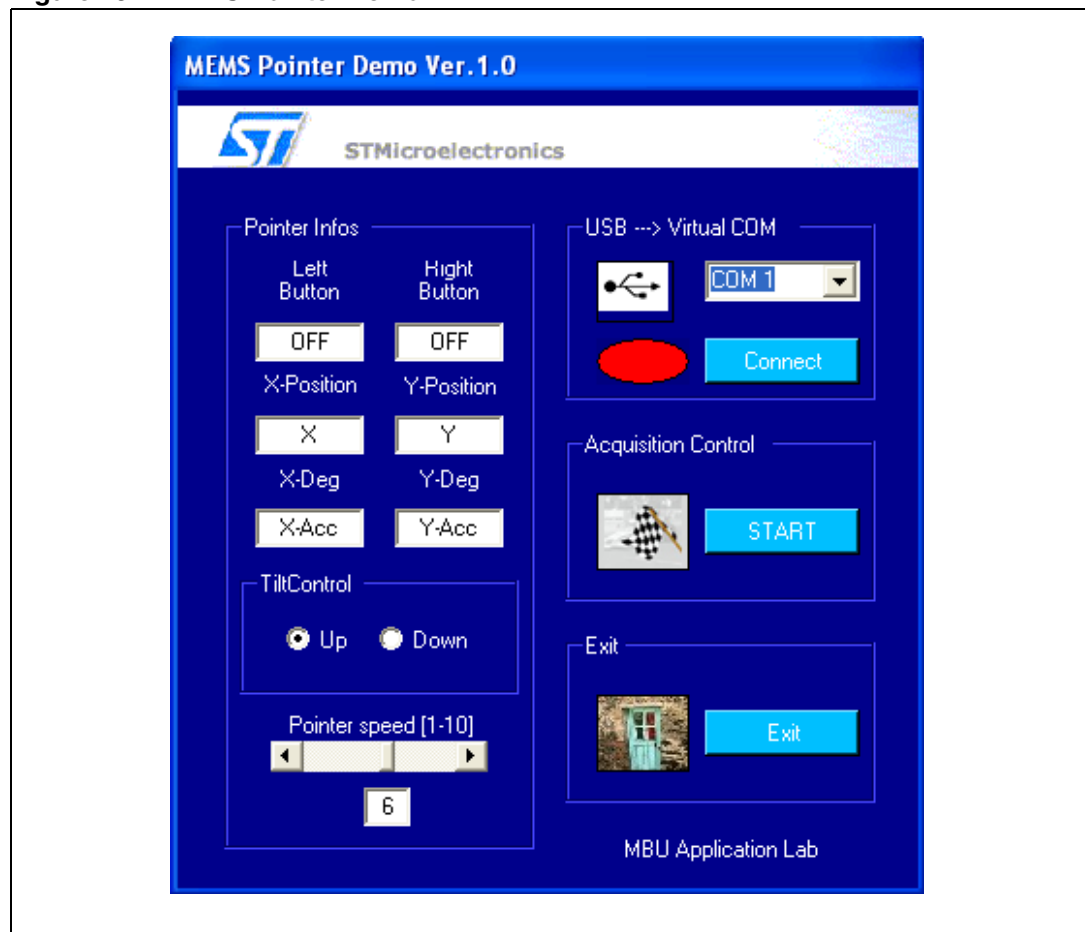 MEMS Pointer Demo Ver.1.0
ST
STMicroelectronics
Pointer Infos
Left Button
Right Button
OFF
OFF
X-Position
Y-Position
X
Y
X-Deg
Y-Deg
X-Acc
Y-Acc
TiltControl
Up
Down
Pointer speed [1-10]
6
USB ---> Virtual COM
COM 1
Connect
Acquisition Control
START
Exit
Exit
MBU Application Lab